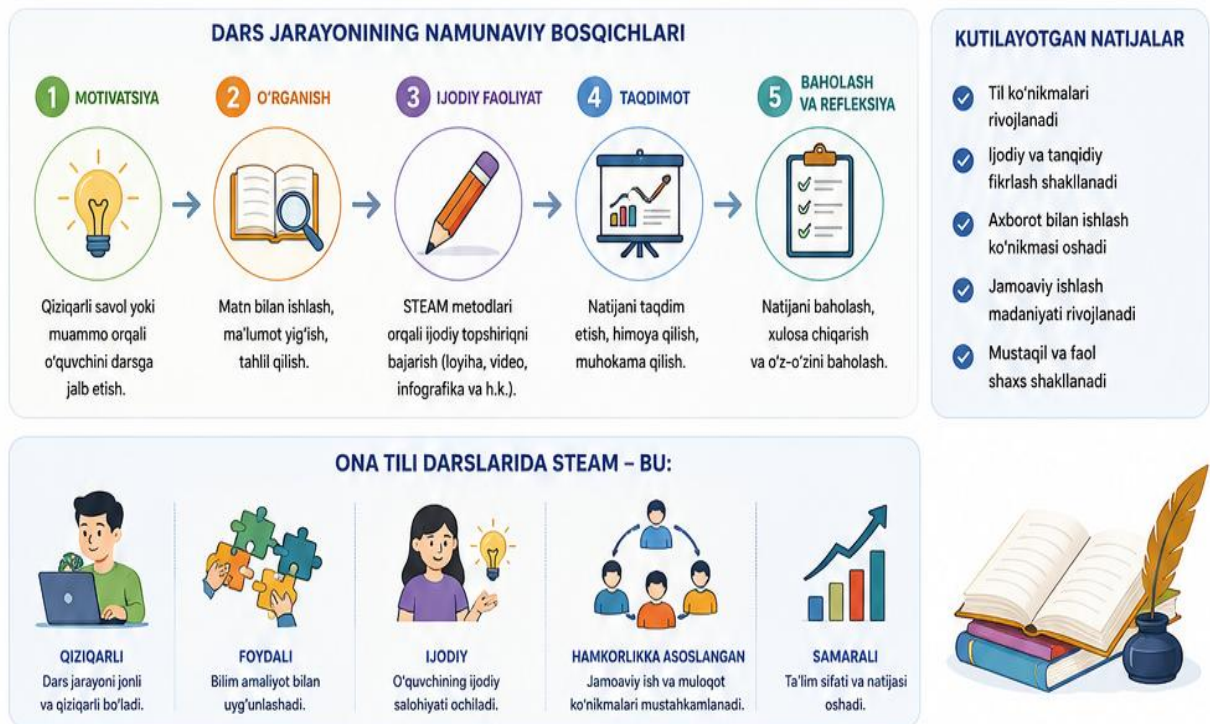 DARS JARAYONINING NAMUNAVIY BOSQICHLARI
1 MOTIVATSIYA
Qiziqarli savol yoki
muammo orqali
o‘quvchini darsga
jalb etish.
2 O‘RGANISH
Matn bilan ishlash,
ma'lumot yig‘ish,
tahlil qilish.
3 IJODIY FAOLIYAT
STEAM metodlari
orqali ijodiy topshiriqni
bajarish (loyiha, video,
infografika va h.k.).
4 TAQDIMOT
Natijani taqdim
etish, himoya qilish,
muhokama qilish.
5 BAHOLASH
VA REFLEKSIYA
Natijani baholash,
xulosa chiqarish
va o‘z-o‘zini baholash.
KUTILAYOTGAN NATIJALAR
Til ko‘nikmalari
rivojlanadi
Ijodiy va tanqidiy
fikrlash shakllanadi
Axborot bilan ishlash
ko‘nikmasi oshadi
Jamoaviy ishlash
madaniyati rivojlanadi
Mustaqil va faol
shaxs shakllanadi
ONA TILI DARSLARIDA STEAM – BU:
QIZIQARLI
Dars jarayoni jonli
va qiziqarli bo‘ladi.
FOYDALI
Bilim amaliyot bilan
uyg‘unlashadi.
IJODIY
O‘quvchining ijodiy
salohiyati ochiladi.
HAMKORLIKKA ASOSLANGAN
Jamoaviy ish va muloqot
ko‘nikmalari mustahkamlanadi.
SAMARALI
Ta’lim sifati va natijasi
oshadi.